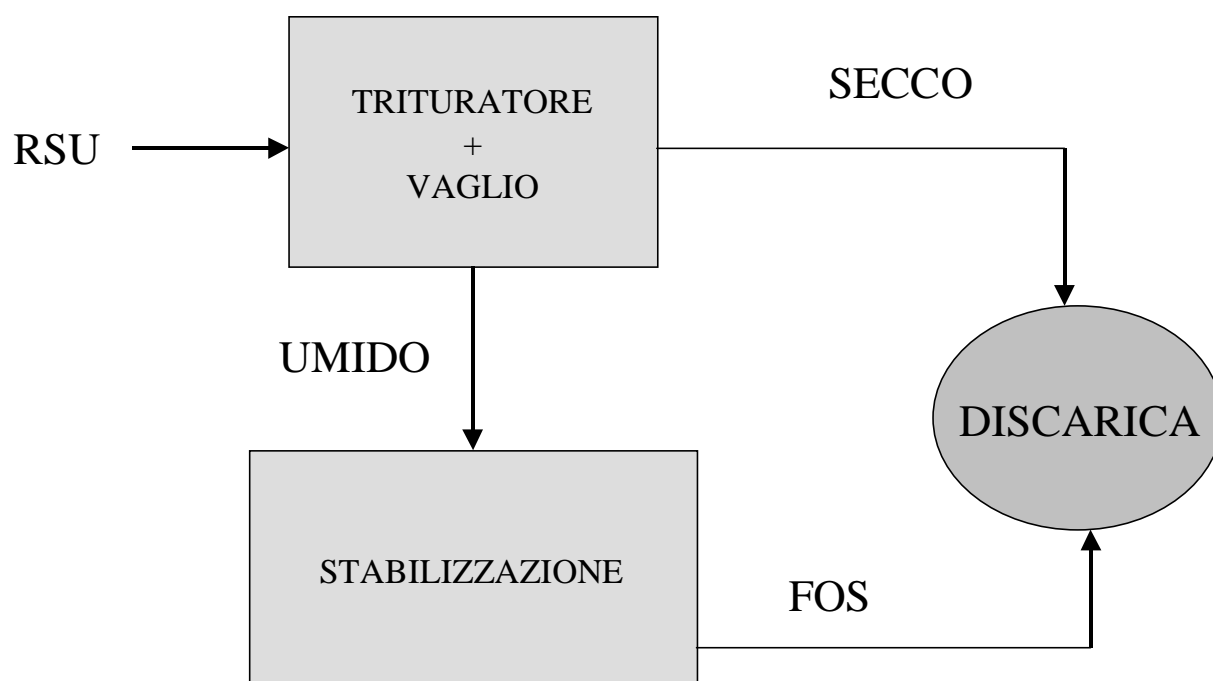 SECCO
TRITURATORE
+
VAGLIO
RSU
UMIDO
DISCARICA
STABILIZZAZIONE
FOS